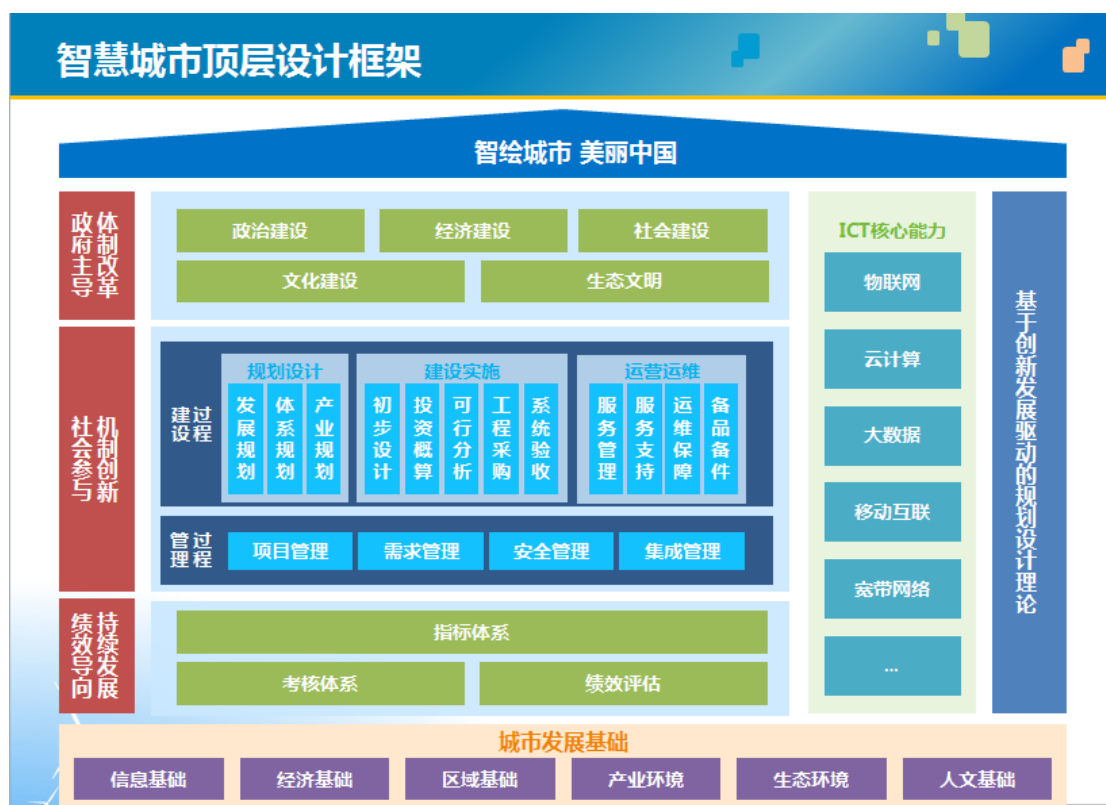 智慧城市顶层设计框架
智绘城市 美丽中国
政府主导
体制改革
政治建设
经济建设
社会建设
文化建设
生态文明
社会参与
机制创新
建设
过程
规划设计
发展规划
体系规划
产业规划
建设实施
初步设计
投资概算
可行分析
工程采购
系统验收
运营运维
服务管理
服务支持
运维保障
备品备件
管理
过程
项目管理
需求管理
安全管理
集成管理
绩效导向
持续发展
指标体系
考核体系
绩效评估
ICT核心能力
物联网
云计算
大数据
移动互联
宽带网络
...
基于创新发展驱动的规划设计理论
城市发展基础
信息基础
经济基础
区域基础
产业环境
生态环境
人文基础